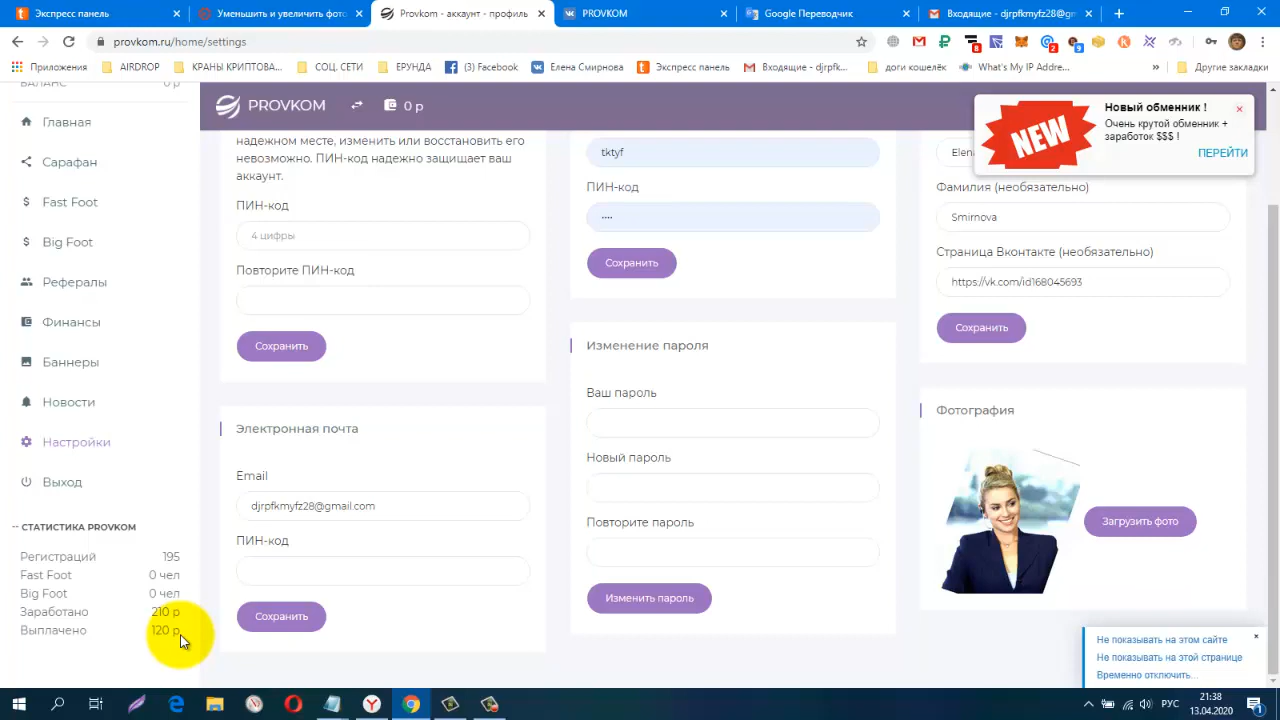 Экспресс панель
Уменьшить и увеличить фотс
Provkom - аккаунт - профиль
PROVKOM
Google Переводчик
Входящие - djrpfkmyfz28@gm
provkom.ru/home/settings
Приложения
AIRDROP
КРАНЫ КРИПТОВА...
СОЦ. СЕТИ
ЕРУНДА
(3) Facebook
Елена Смирнова
Экспресс панель
Входящие - djrpfk...
доги кошелёк
What's My IP Addre...
»
Другие закладки
БАЛАНС 0 р
Главная
Сарафан
Fast Foot
Big Foot
Рефералы
Финансы
Баннеры
Новости
Настройки
Выход
-- СТАТИСТИКА PROVKOM
Регистраций 195
Fast Foot 0 чел
Big Foot 0 чел
Заработано 210 р
Выплачено 120 р
PROVKOM 0 р
надежном месте, изменить или восстановить его
невозможно. ПИН-код надежно защищает ваш
аккаунт.
ПИН-код
4 цифры
Повторите ПИН-код
Сохранить
Электронная почта
Email
djrpfkmyfz28@gmail.com
ПИН-код
Сохранить
tktyf
ПИН-код
Сохранить
Изменение пароля
Ваш пароль
Новый пароль
Повторите пароль
Изменить пароль
NEW
Новый обменник !
Очень крутой обменник +
заработок $$$ !
ПЕРЕЙТИ
Elena
Фамилия (необязательно)
Smirnova
Страница Вконтакте (необязательно)
https://vk.com/id168045693
Сохранить
Фотография
Загрузить фото
Не показывать на этом сайте
Не показывать на этой странице
Временно отключить...
РУС
21:38
13.04.2020